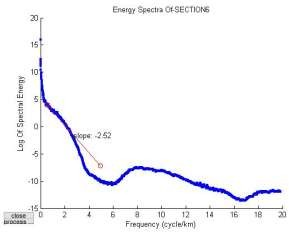 Energy Spectra Of-SECTION6
Log Of Spectral Energy
20
15
10
5
0
-5
-10
-15
slope: -2.52
0 2 4 6 8 10 12 14 16 18 20
Frequency (cycle/km)
close
process